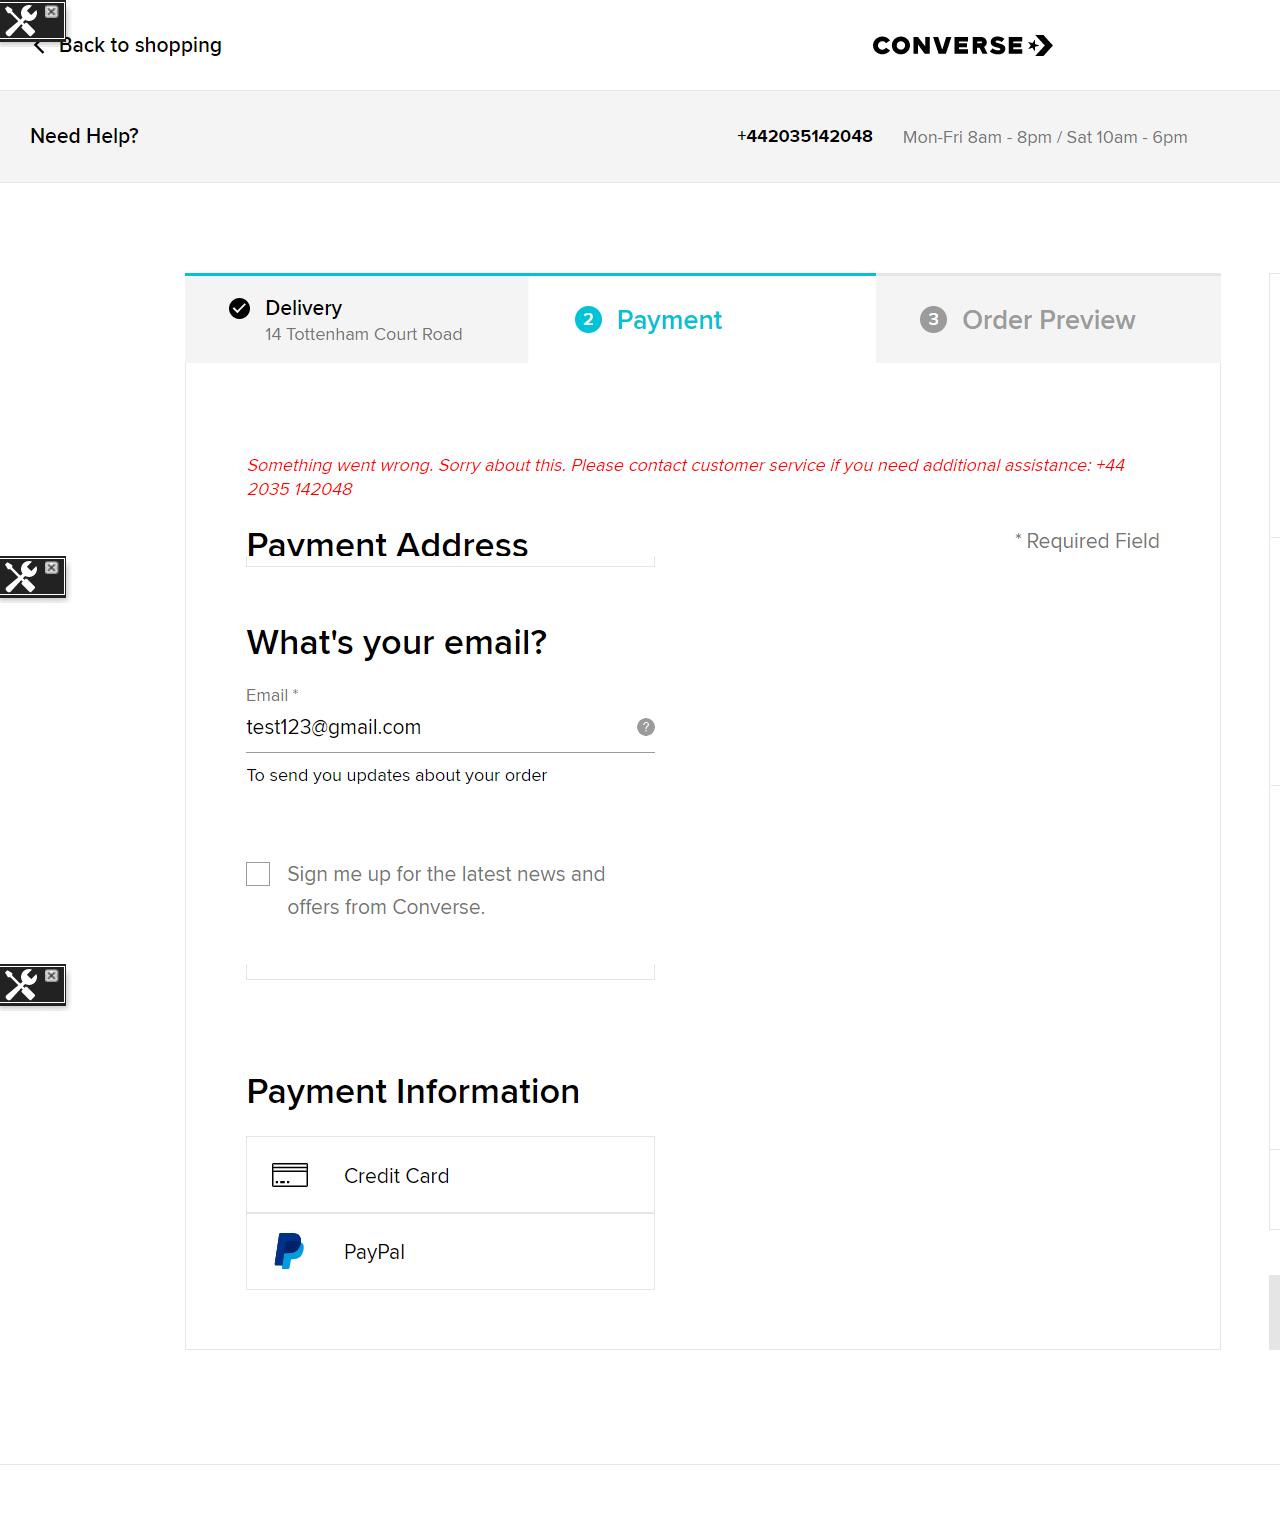 Back to shopping
CONVERSE
Need Help?
+442035142048 Mon-Fri 8am - 8pm / Sat 10am - 6pm
Delivery
14 Tottenham Court Road
2 Payment
3 Order Preview
Something went wrong. Sorry about this. Please contact customer service if you need additional assistance: +44
2035 142048
Payment Address
* Required Field
What's your email?
Email *
test123@gmail.com ?
To send you updates about your order
Sign me up for the latest news and
offers from Converse.
Payment Information
Credit Card
PayPal